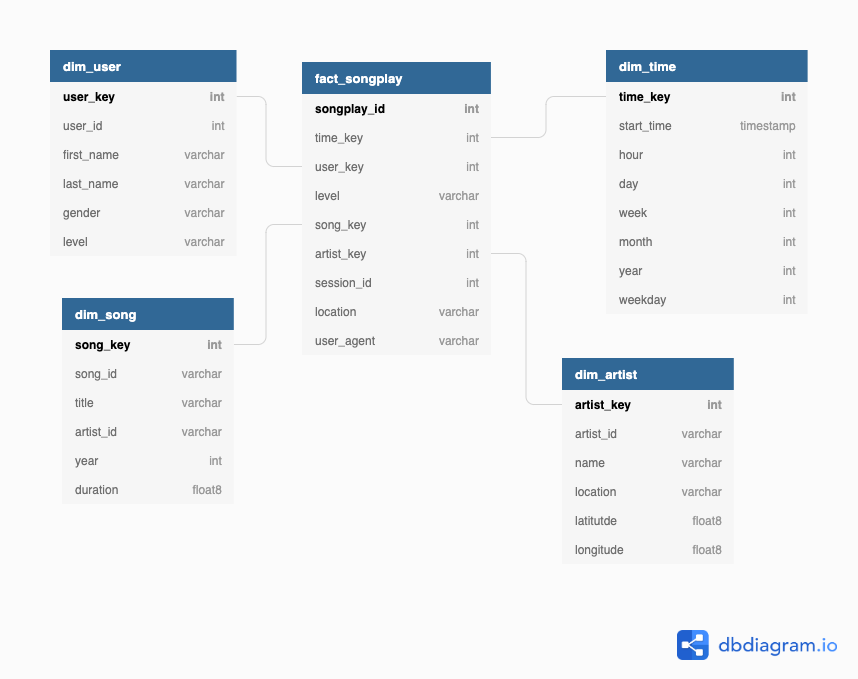 dim_user
user_key int
user_id int
first_name varchar
last_name varchar
gender varchar
level varchar
dim_song
song_key int
song_id varchar
title varchar
artist_id varchar
year int
duration float8
fact_songplay
songplay_id int
time_key int
user_key int
level varchar
song_key int
artist_key int
session_id int
location varchar
user_agent varchar
dim_time
time_key int
start_time timestamp
hour int
day int
week int
month int
year int
weekday int
dim_artist
artist_key int
artist_id varchar
name varchar
location varchar
latitutde float8
longitude float8
dbdiagram.io